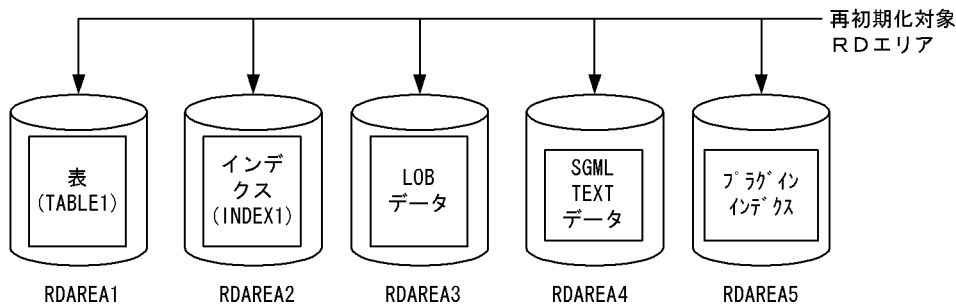 再初期化対象
ＲＤエリア
表
(TABLE1)
インデ
クス
(INDEX1)
LOB
データ
SGML
TEXT
データ
ﾌﾟﾗｸﾞｲﾝ
ｲﾝﾃﾞｸｽ
RDAREA1
RDAREA2
RDAREA3
RDAREA4
RDAREA5